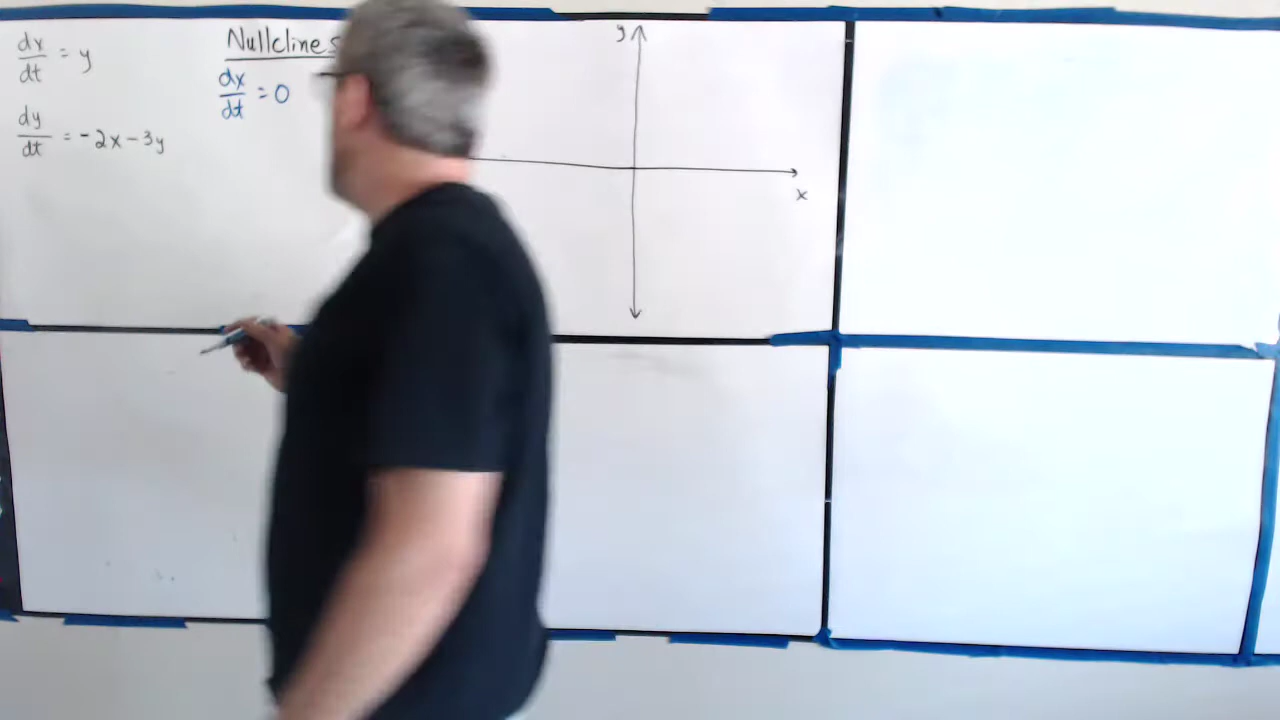 dx/dt = y
dy/dt = -2x - 3y
Nullclines
dx/dt = 0
y
x